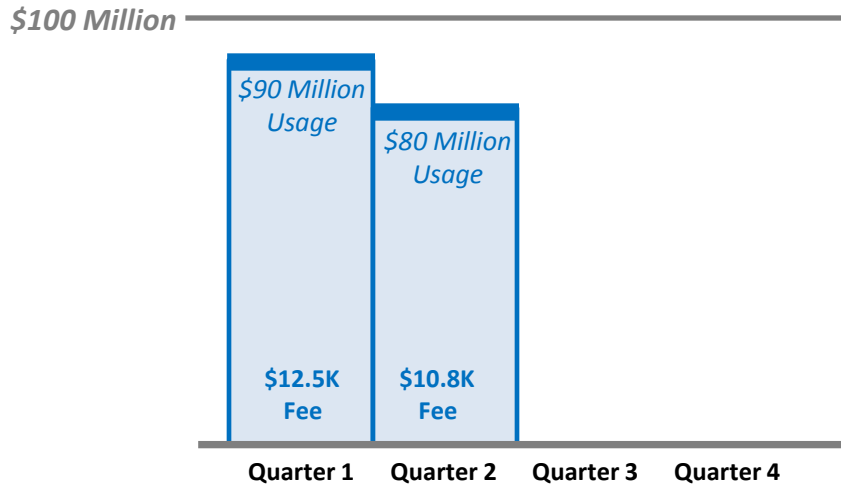 $100 Million
$90 Million
Usage
$80 Million
Usage
$12.5K
Fee
$10.8K
Fee
Quarter 1 Quarter 2 Quarter 3 Quarter 4